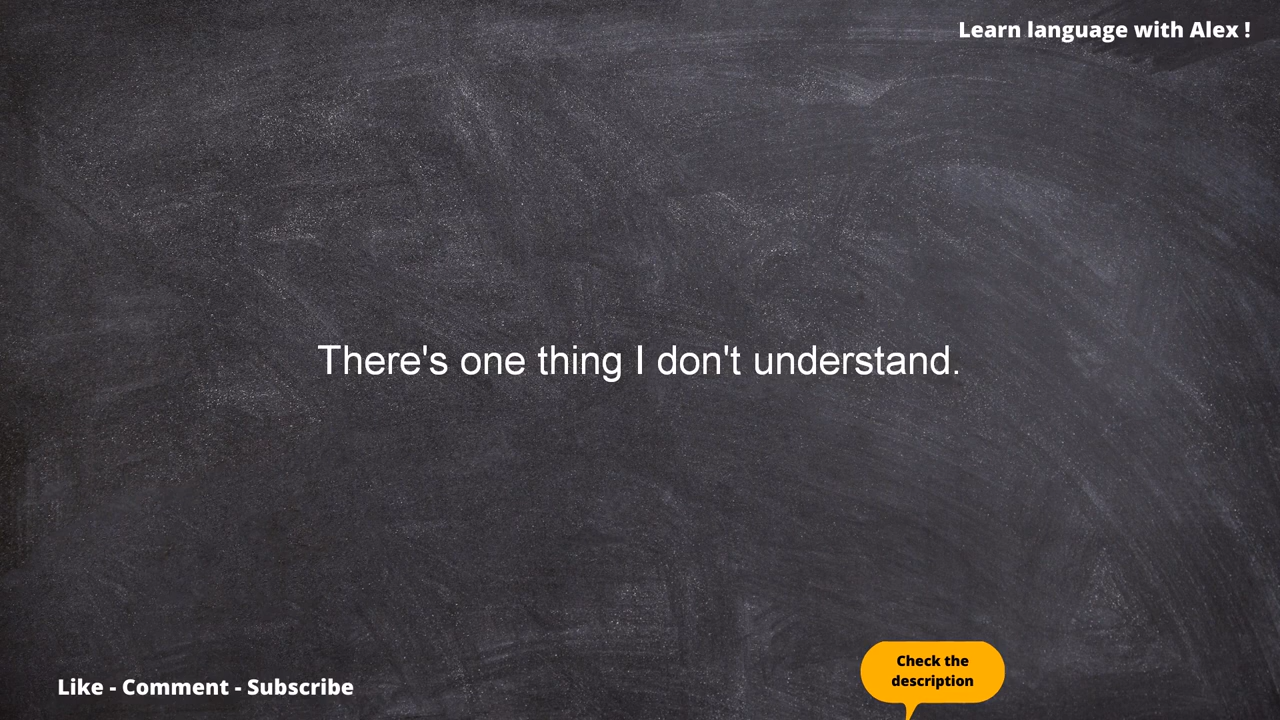 Learn language with Alex !
There's one thing I don't understand.
Check the
description
Like - Comment - Subscribe